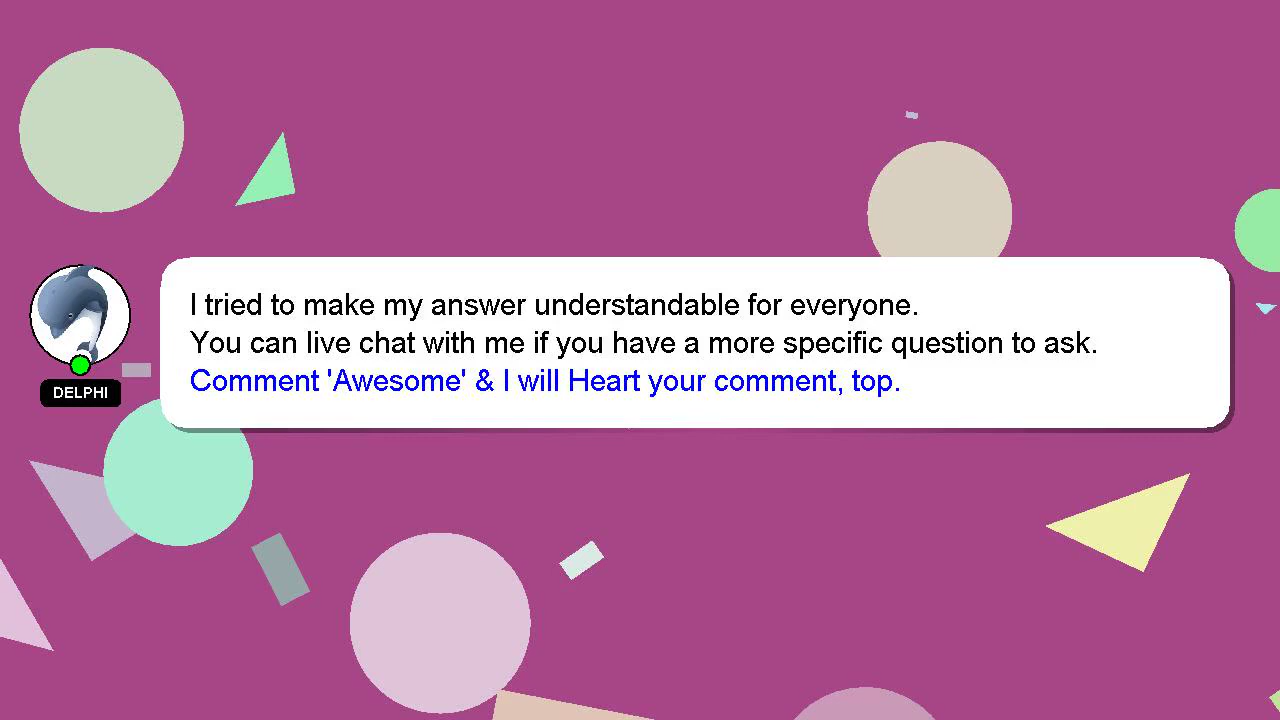 I tried to make my answer understandable for everyone.
You can live chat with me if you have a more specific question to ask.
Comment 'Awesome' & I will Heart your comment, top.
DELPHI